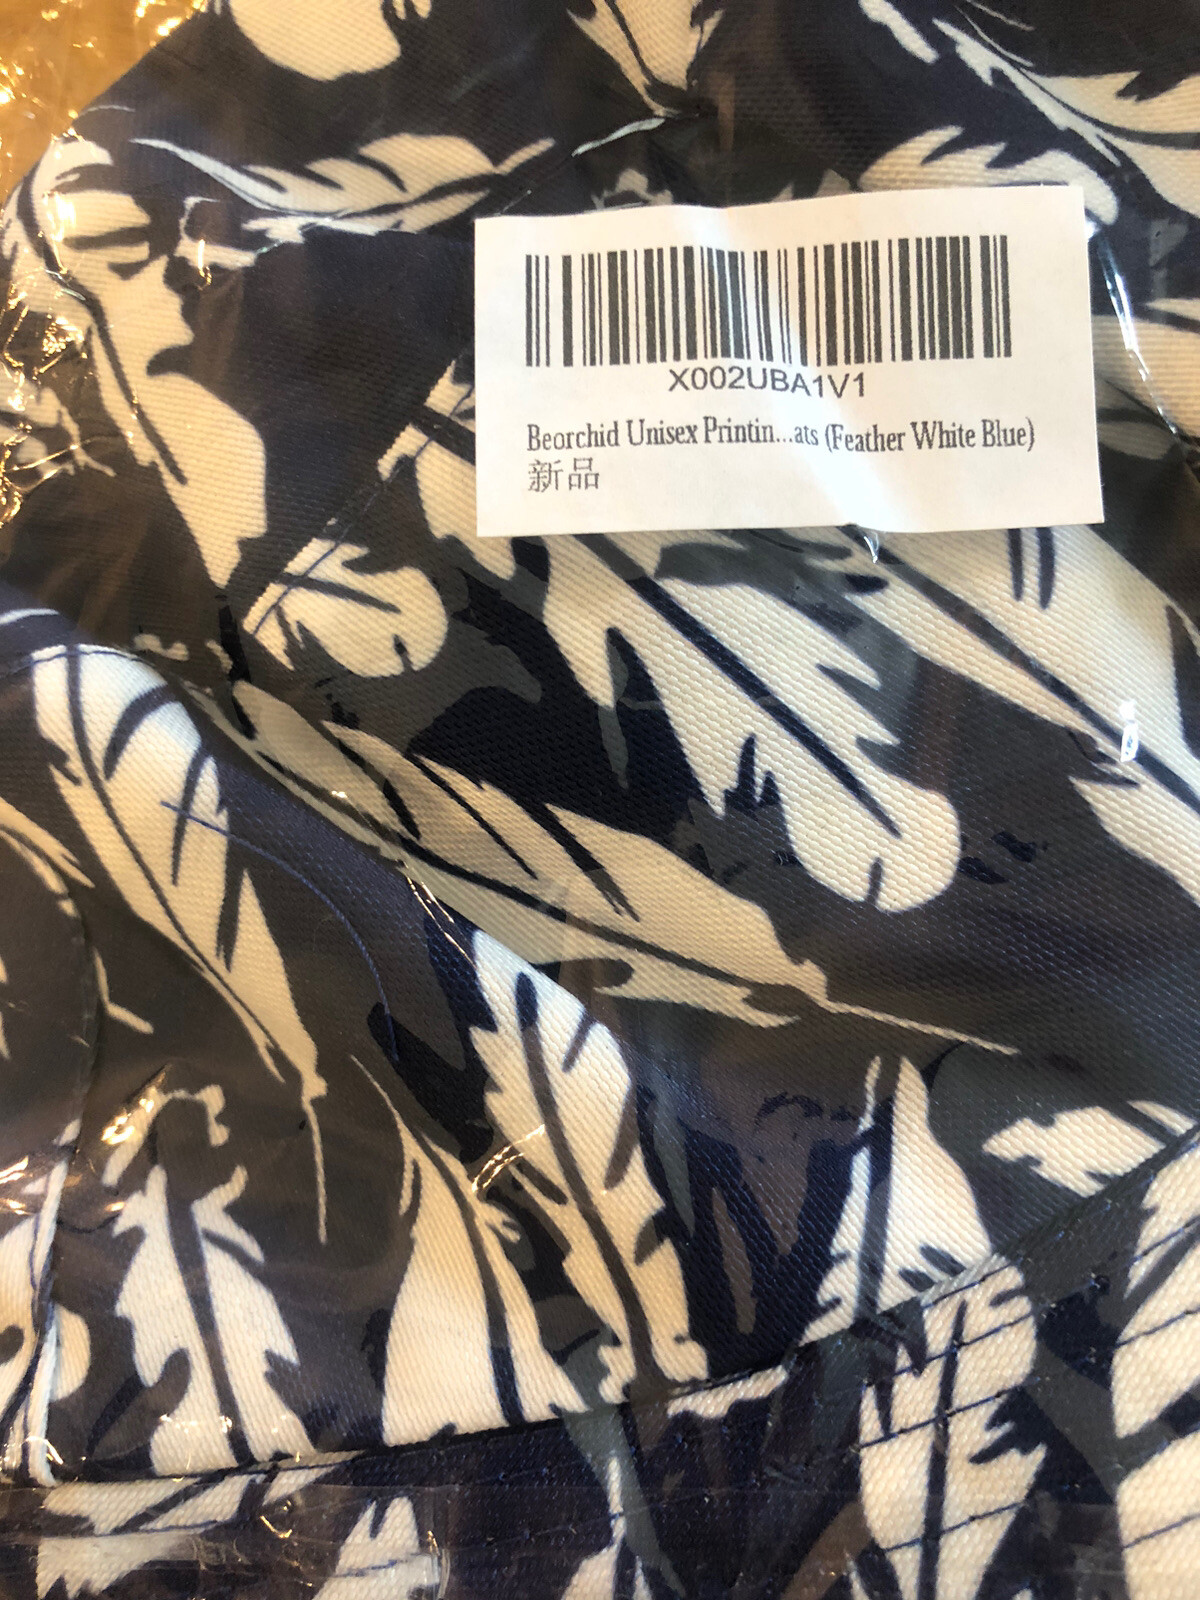 X002UBA1V1
Beorchid Unisex Printin...ats (Feather White Blue)
新品